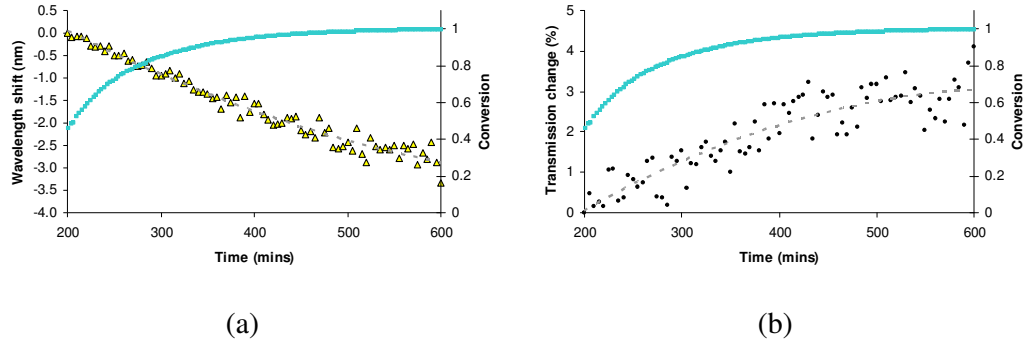 0.5
0.0
-0.5
-1.0
-1.5
-2.0
-2.5
-3.0
-3.5
-4.0
Wavelength shift (nm)
1
0.8
0.6
0.4
0.2
0
Conversion
200 300 400 500 600
Time (mins)
(a)
5
4
3
2
1
0
Transmission change (%)
1
0.8
0.6
0.4
0.2
0
Conversion
200 300 400 500 600
Time (mins)
(b)